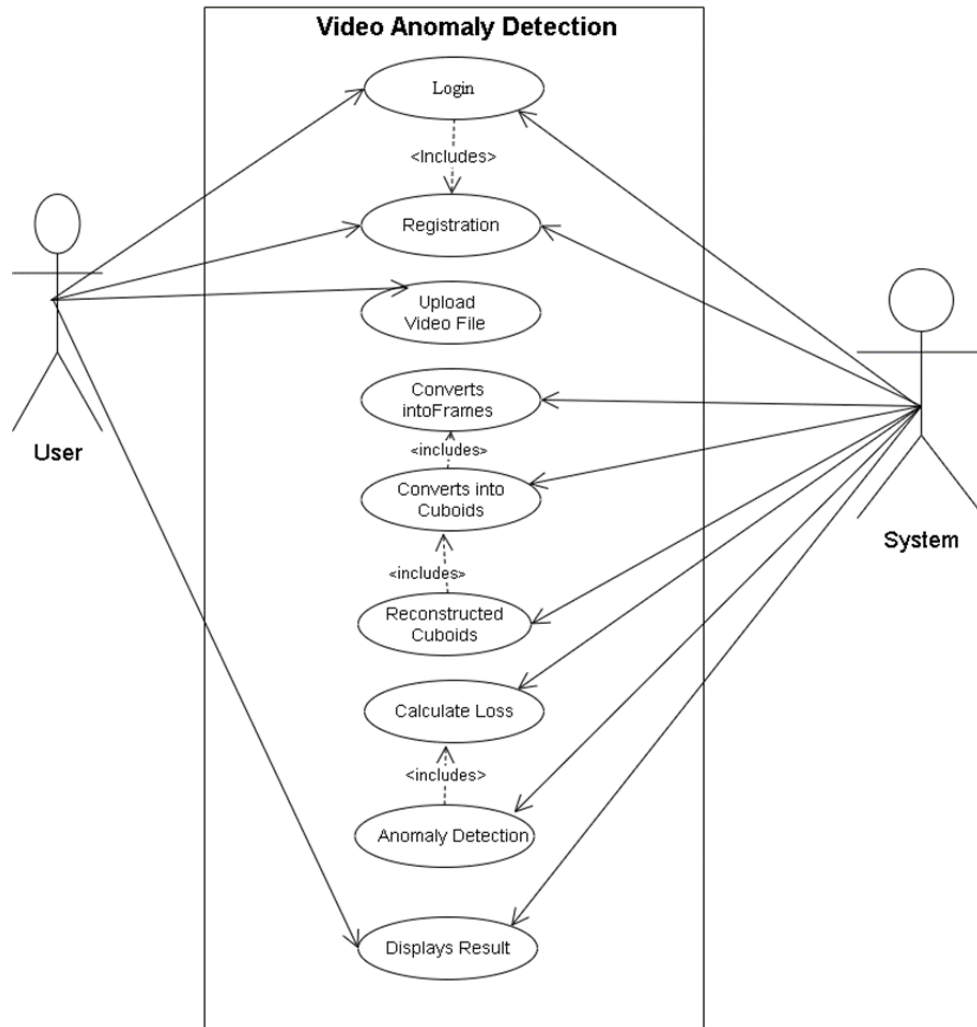 Video Anomaly Detection
Login
<Includes>
Registration
Upload
Video File
Converts
intoFrames
<includes>
Converts into
Cuboids
<includes>
Reconstructed
Cuboids
Calculate Loss
<includes>
Anomaly Detection
Displays Result
User
System